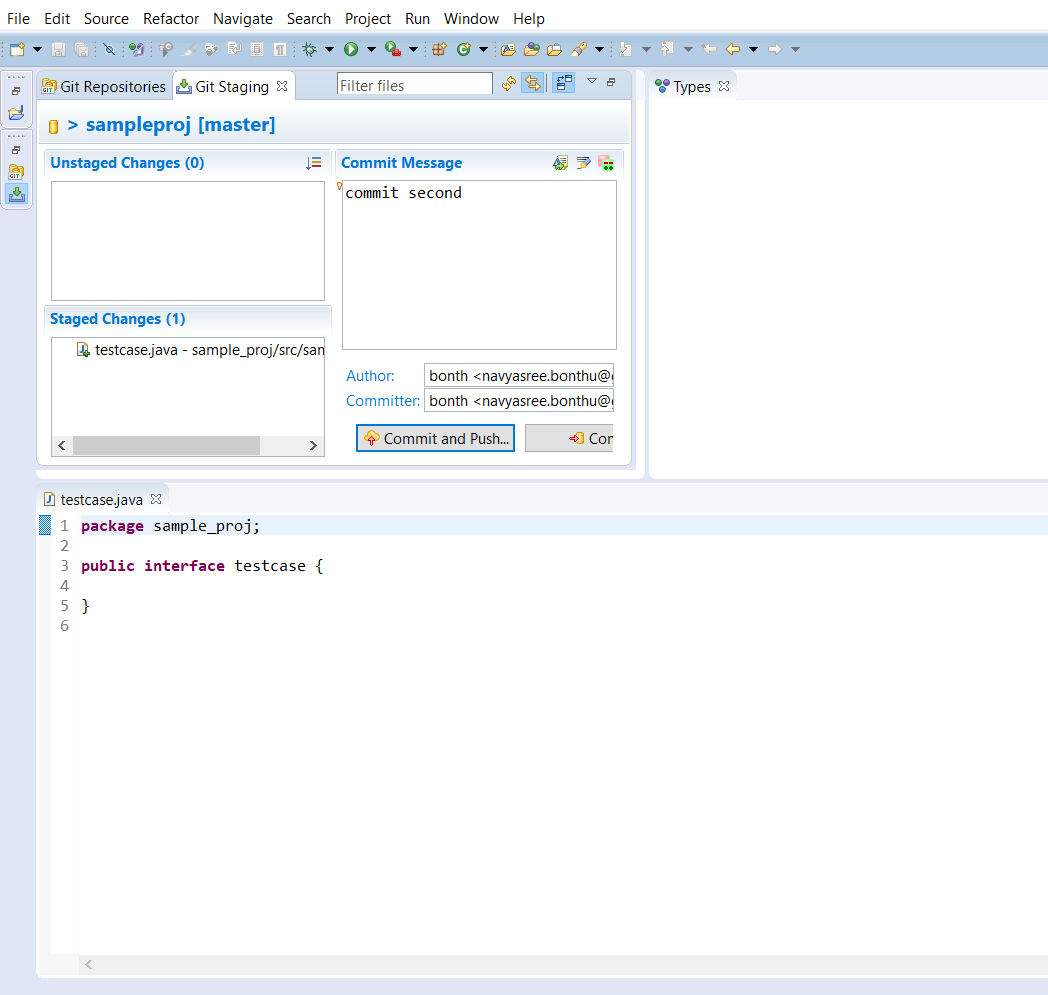 File Edit Source Refactor Navigate Search Project Run Window Help
Git Repositories Git Staging Filter files
Types
> sampleproj [master]
Unstaged Changes (0)
Commit Message
commit second
Staged Changes (1)
testcase.java - sample_proj/src/san
Author: bonth <navyasree.bonthu@g
Committer: bonth <navyasree.bonthu@g
Commit and Push... Con
testcase.java
1 package sample_proj;
2
3 public interface testcase {
4
5 }
6